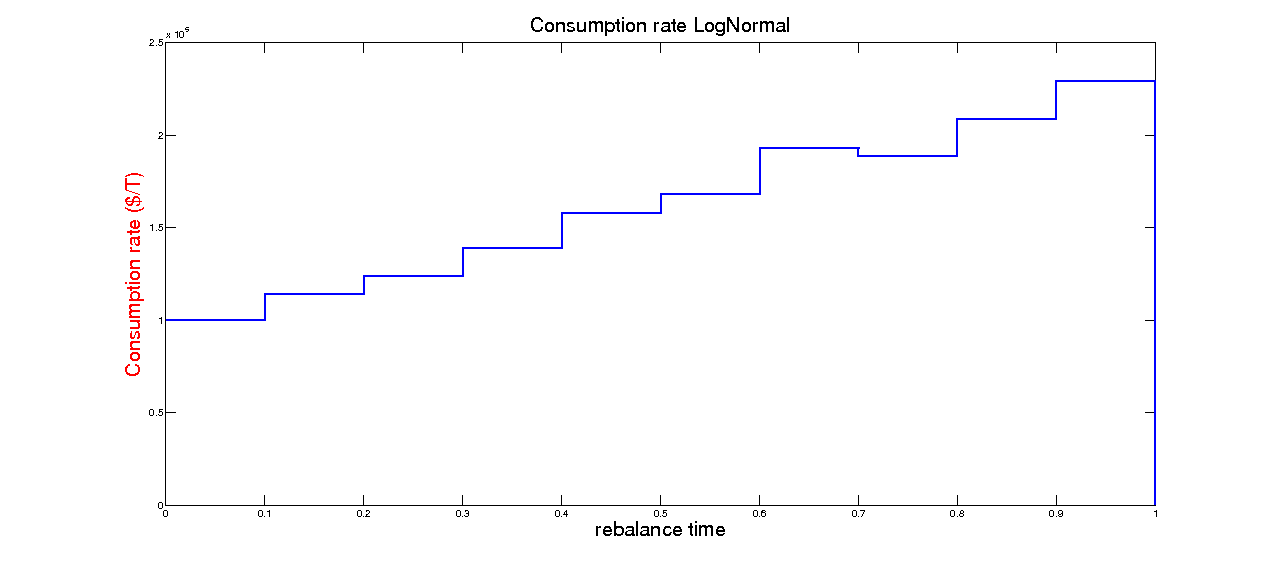 Consumption rate LogNormal
x 10^5
2.5
2
1.5
1
0.5
0
Consumption rate ($/T)
0 0.1 0.2 0.3 0.4 0.5 0.6 0.7 0.8 0.9 1
rebalance time